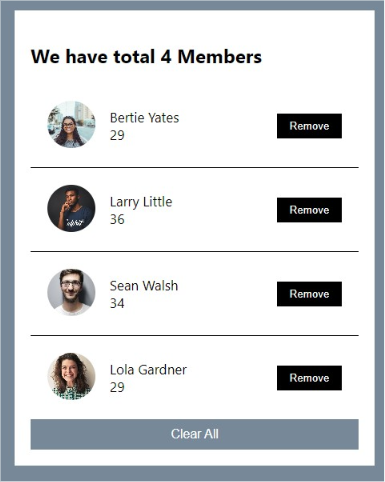 We have total 4 Members
Bertie Yates
29
Remove
Larry Little
36
Remove
Sean Walsh
34
Remove
Lola Gardner
29
Remove
Clear All